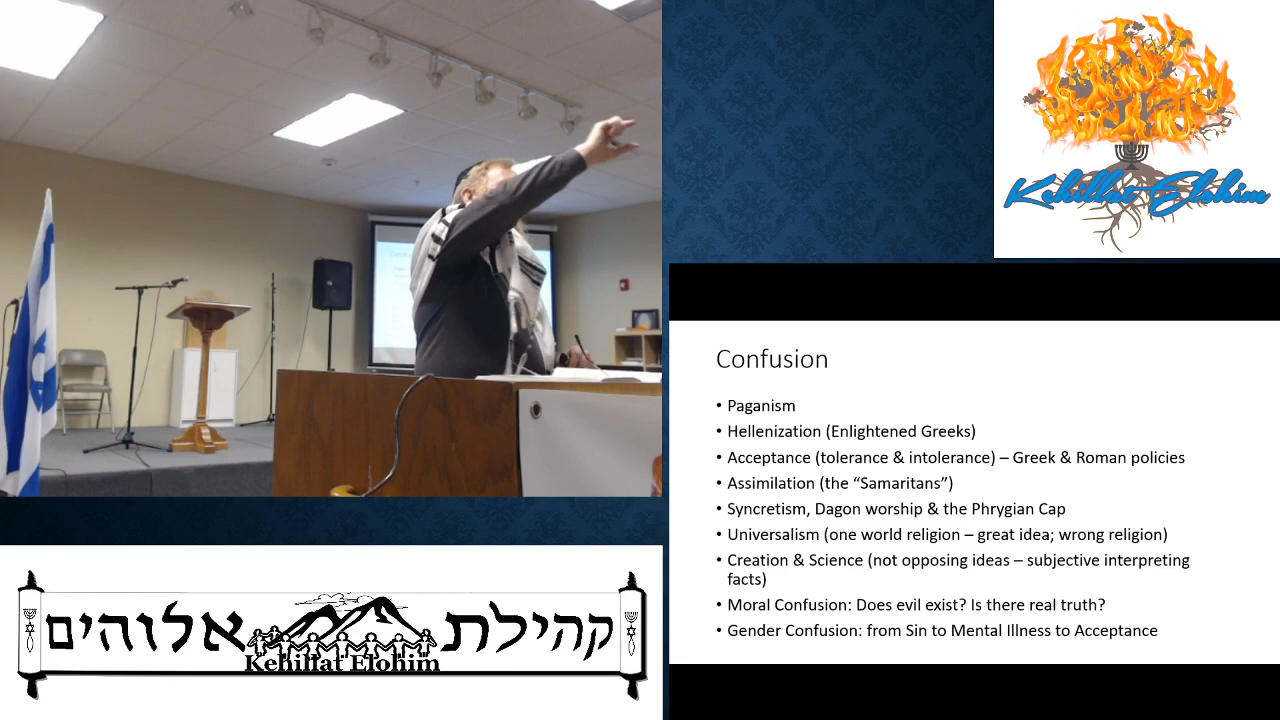 Kehillat Elohim
Confusion
• Paganism
• Hellenization (Enlightened Greeks)
• Acceptance (tolerance & intolerance) – Greek & Roman policies
• Assimilation (the “Samaritans”)
• Syncretism, Dagon worship & the Phrygian Cap
• Universalism (one world religion – great idea; wrong religion)
• Creation & Science (not opposing ideas – subjective interpreting
facts)
• Moral Confusion: Does evil exist? Is there real truth?
• Gender Confusion: from Sin to Mental Illness to Acceptance
קהילת אלוהים
Kehillat Elohim